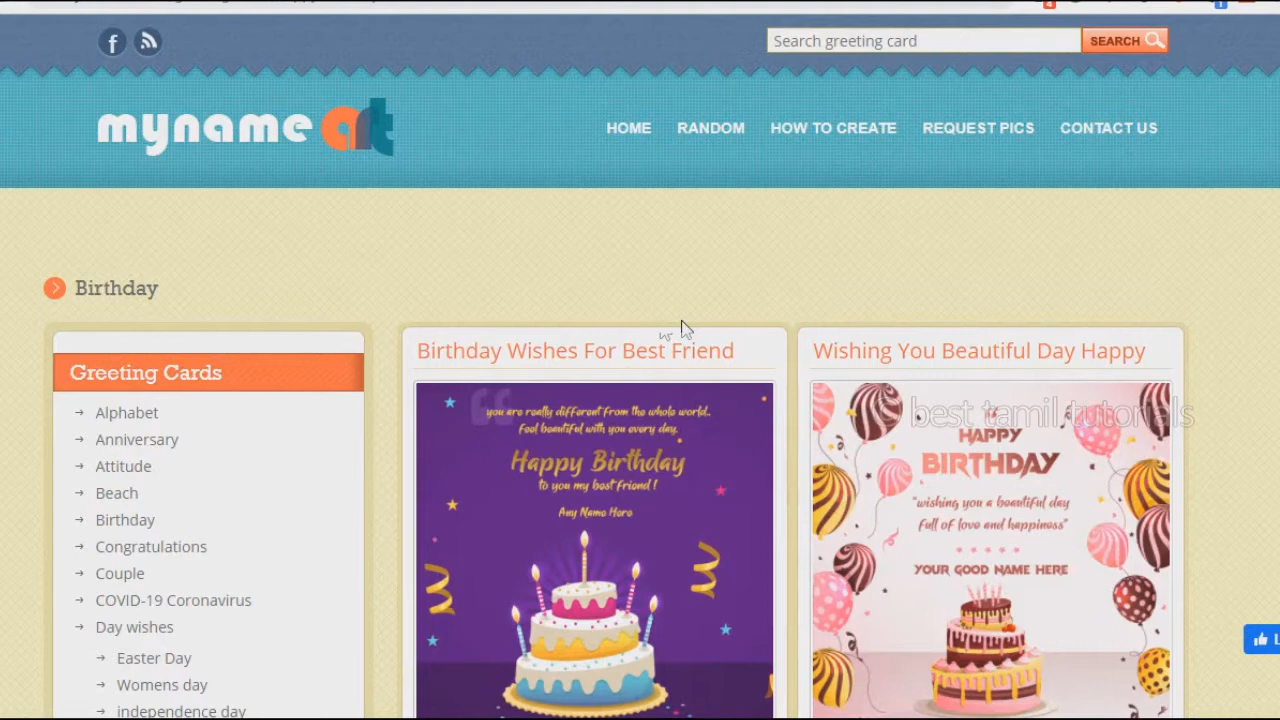 Search greeting card
SEARCH
myname at
HOME
RANDOM
HOW TO CREATE
REQUEST PICS
CONTACT US
Birthday
Greeting Cards
Alphabet
Anniversary
Attitude
Beach
Birthday
Congratulations
Couple
COVID-19 Coronavirus
Day wishes
Easter Day
Womens day
independence day
Birthday Wishes For Best Friend
you are really different from the whole world..
Feel beautiful with you every day.
Happy Birthday
to you my best friend !
Any Name Here
Wishing You Beautiful Day Happy
© best tamil tutorials
HAPPY
BIRTHDAY
"wishing you a beautiful day
full of love and happiness"
YOUR GOOD NAME HERE